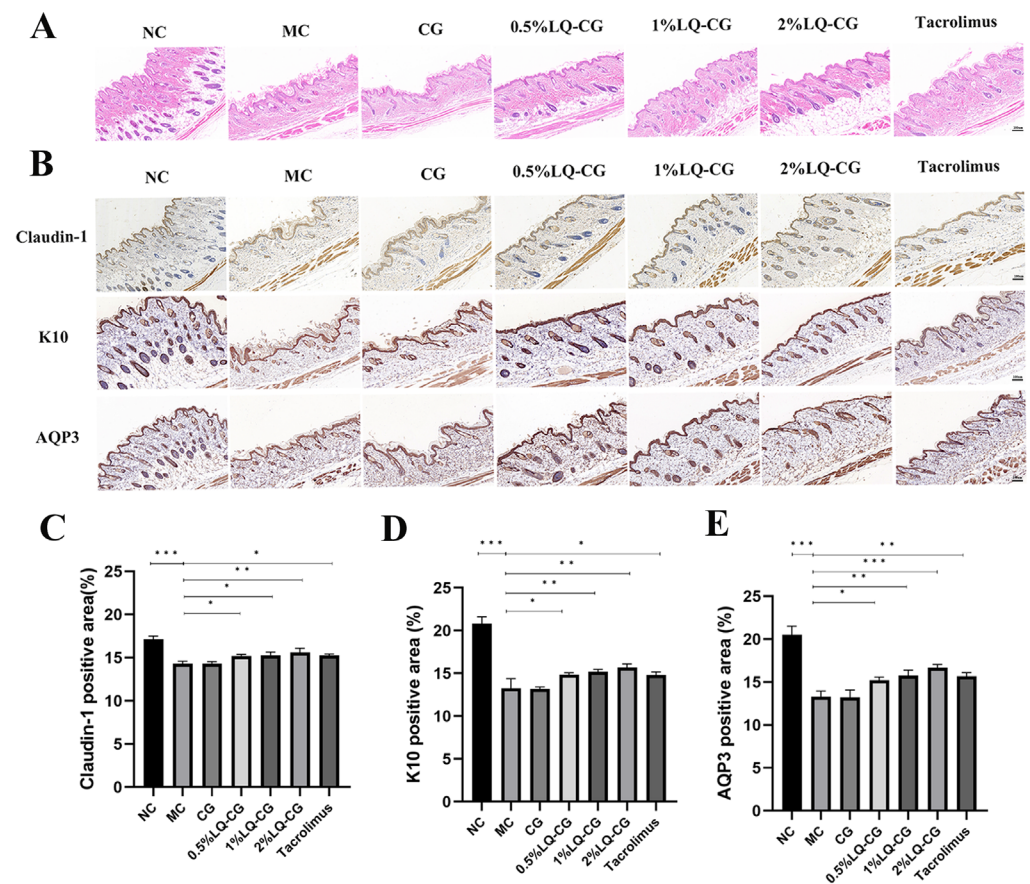 A
NC MC CG 0.5%LQ-CG 1%LQ-CG 2%LQ-CG Tacrolimus
B
NC MC CG 0.5%LQ-CG 1%LQ-CG 2%LQ-CG Tacrolimus
Claudin-1
K10
AQP3
C
Claudin-1 positive area(%)
25
20
15
10
5
0
*** *
**
*
*
NC MC CG 0.5%LQ-CG 1%LQ-CG 2%LQ-CG Tacrolimus
D
K10 positive area (%)
25
20
15
10
5
0
*** *
**
**
*
NC MC CG 0.5%LQ-CG 1%LQ-CG 2%LQ-CG Tacrolimus
E
AQP3 positive area (%)
25
20
15
10
5
0
*** **
***
**
*
NC MC CG 0.5%LQ-CG 1%LQ-CG 2%LQ-CG Tacrolimus